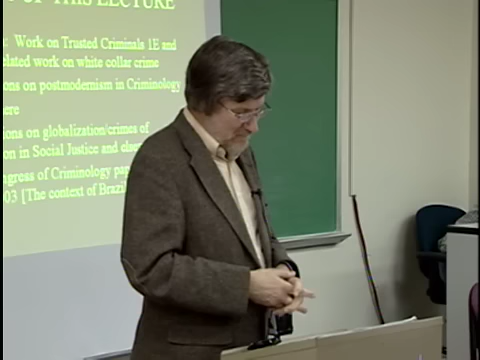 OF THIS LECTURE
: Work on Trusted Criminals 1E and
elated work on white collar crime
ions on postmodernism in Criminology
ere
ions on globalization/crimes of
on in Social Justice and else
ngress of Criminology pap
03 [The context of Brazil